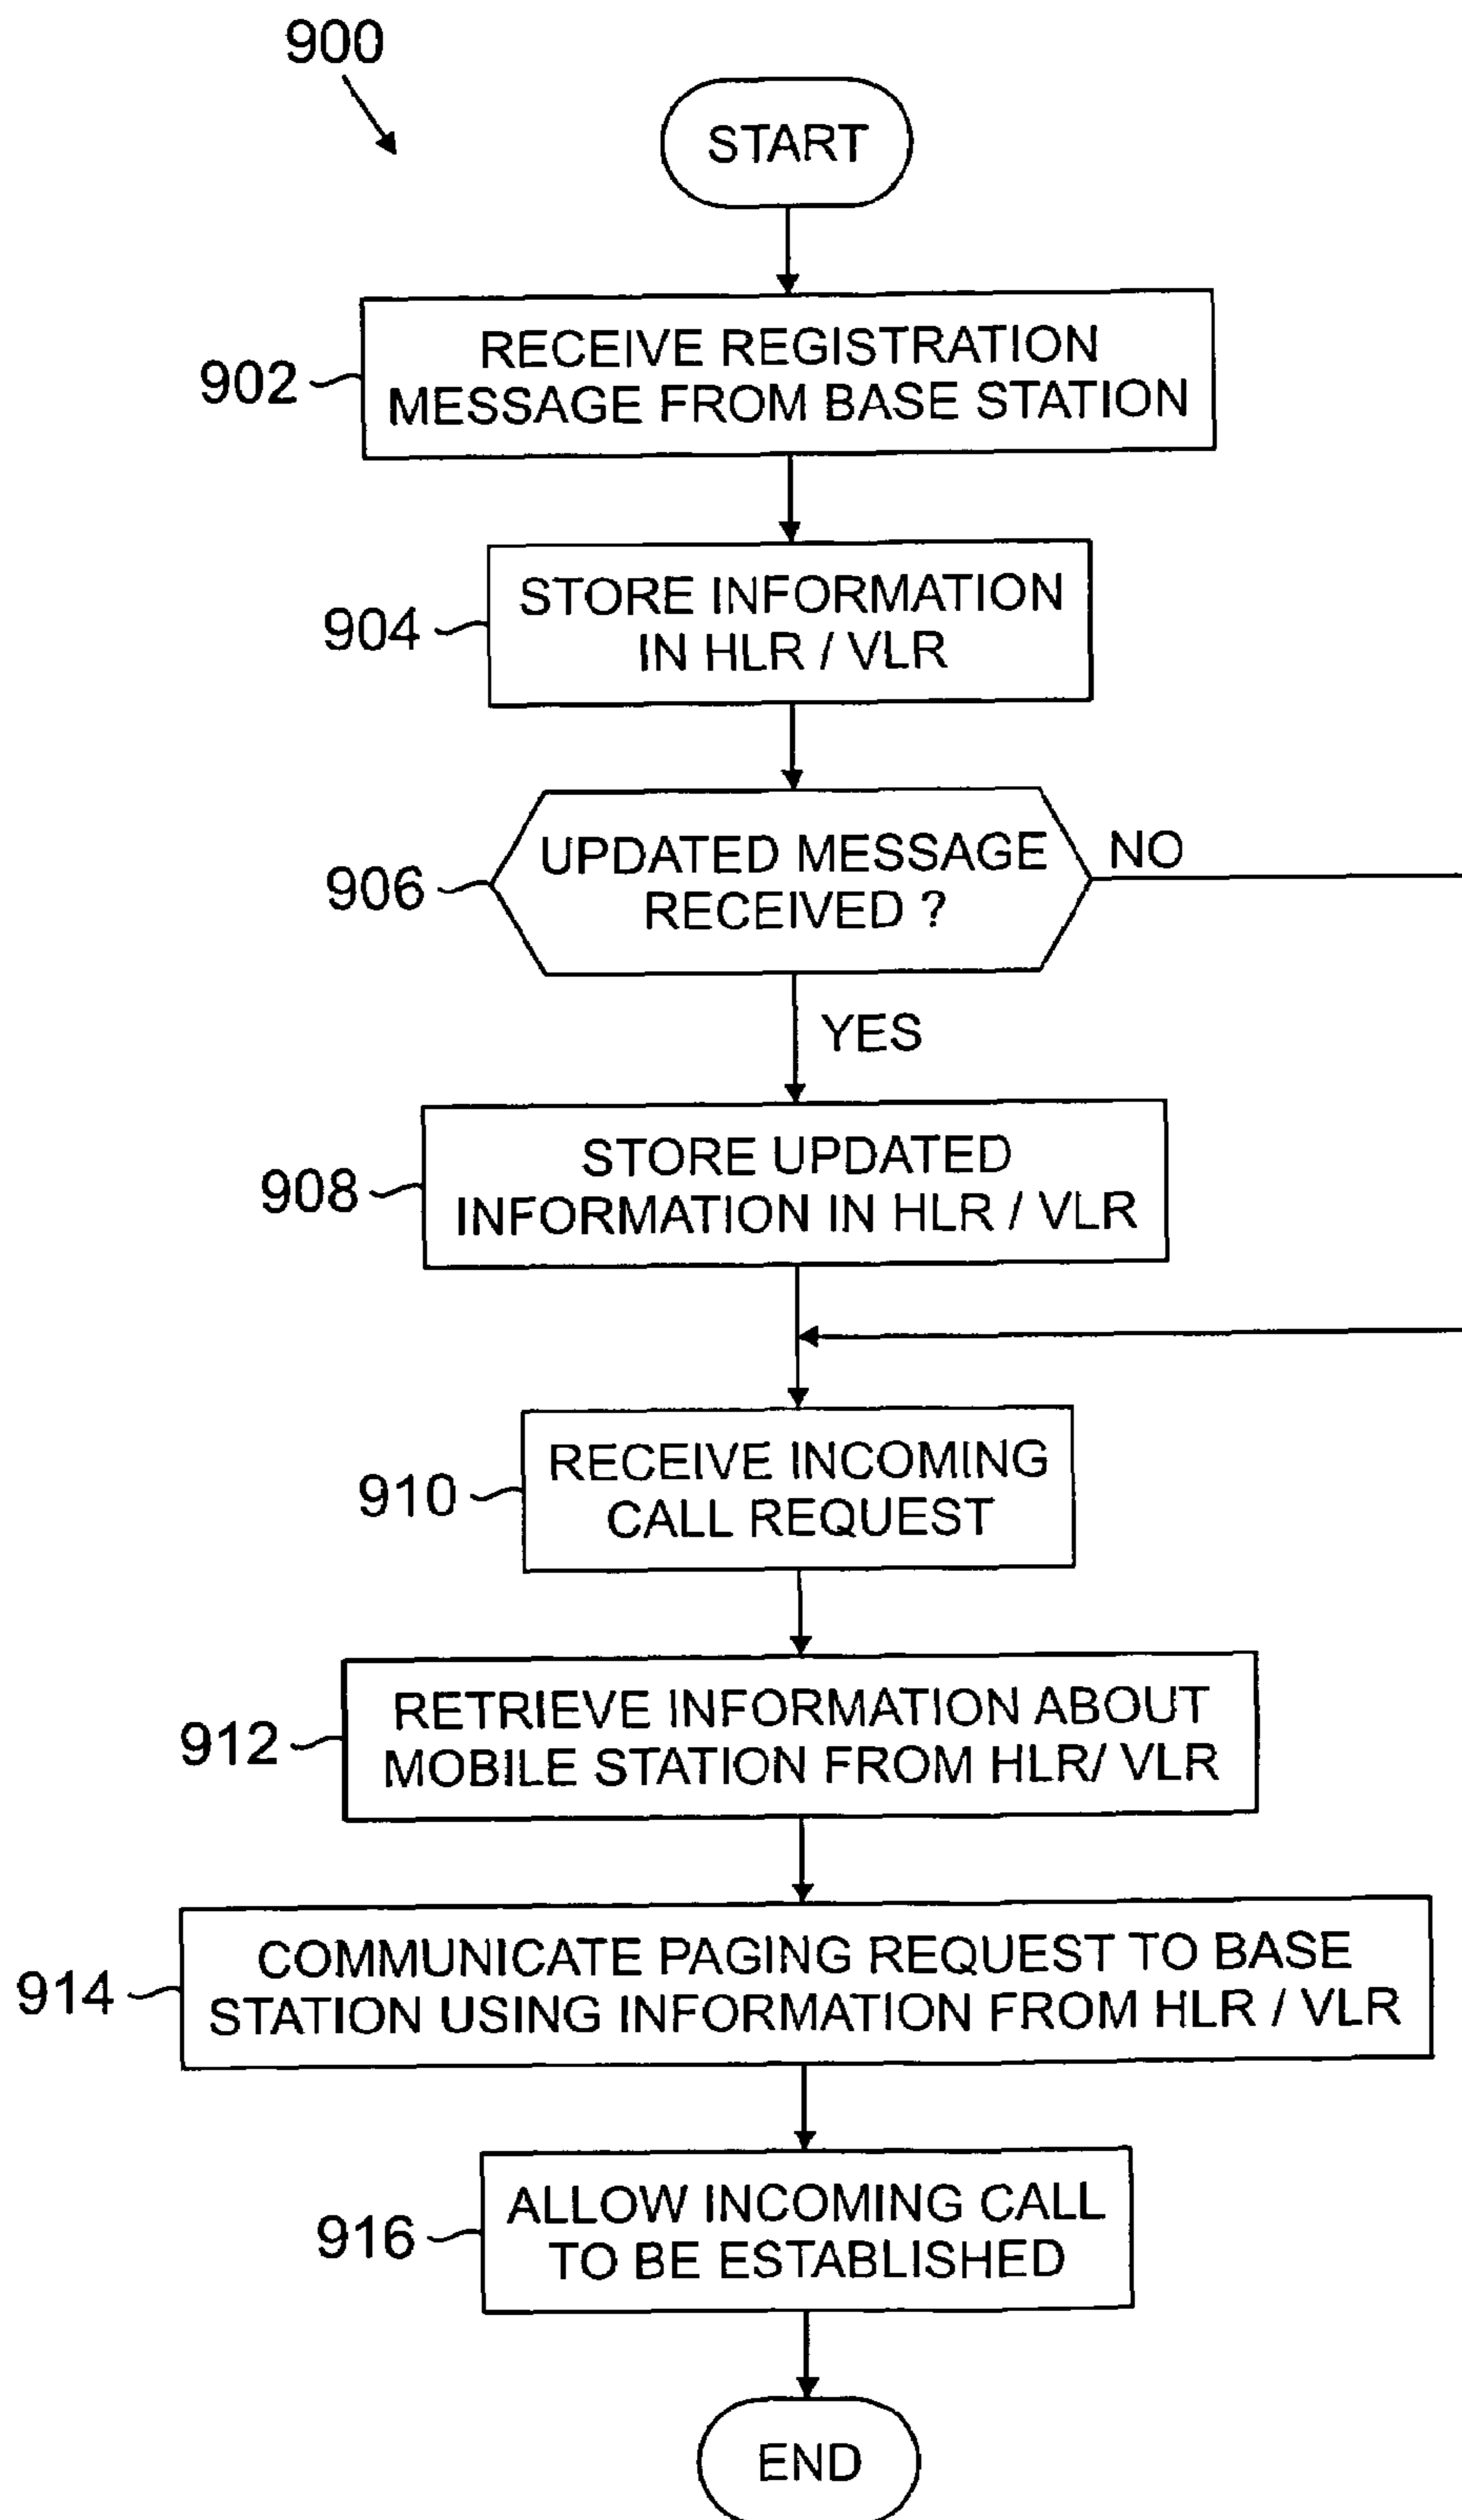 900
START
902
RECEIVE REGISTRATION
MESSAGE FROM BASE STATION
904
STORE INFORMATION
IN HLR / VLR
906
UPDATED MESSAGE
RECEIVED ?
NO
YES
908
STORE UPDATED
INFORMATION IN HLR / VLR
910
RECEIVE INCOMING
CALL REQUEST
912
RETRIEVE INFORMATION ABOUT
MOBILE STATION FROM HLR/ VLR
914
COMMUNICATE PAGING REQUEST TO BASE
STATION USING INFORMATION FROM HLR / VLR
916
ALLOW INCOMING CALL
TO BE ESTABLISHED
END